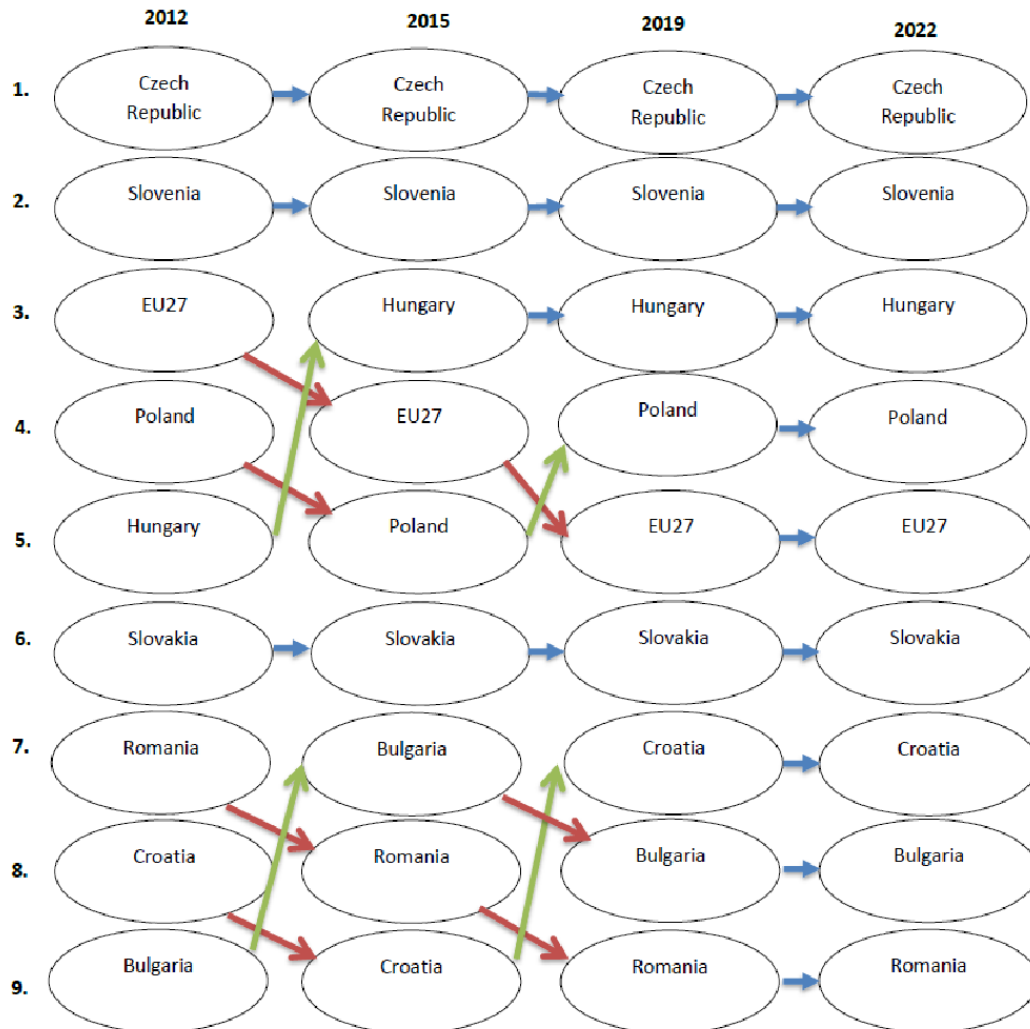 2012 2015 2019 2022
1. Czech Czech Czech Czech
Republic Republic Republic Republic
2. Slovenia Slovenia Slovenia Slovenia
3. EU27 Hungary Hungary Hungary
4. Poland EU27 Poland Poland
5. Hungary Poland EU27 EU27
6. Slovakia Slovakia Slovakia Slovakia
7. Romania Bulgaria Croatia Croatia
8. Croatia Romania Bulgaria Bulgaria
9. Bulgaria Croatia Romania Romania